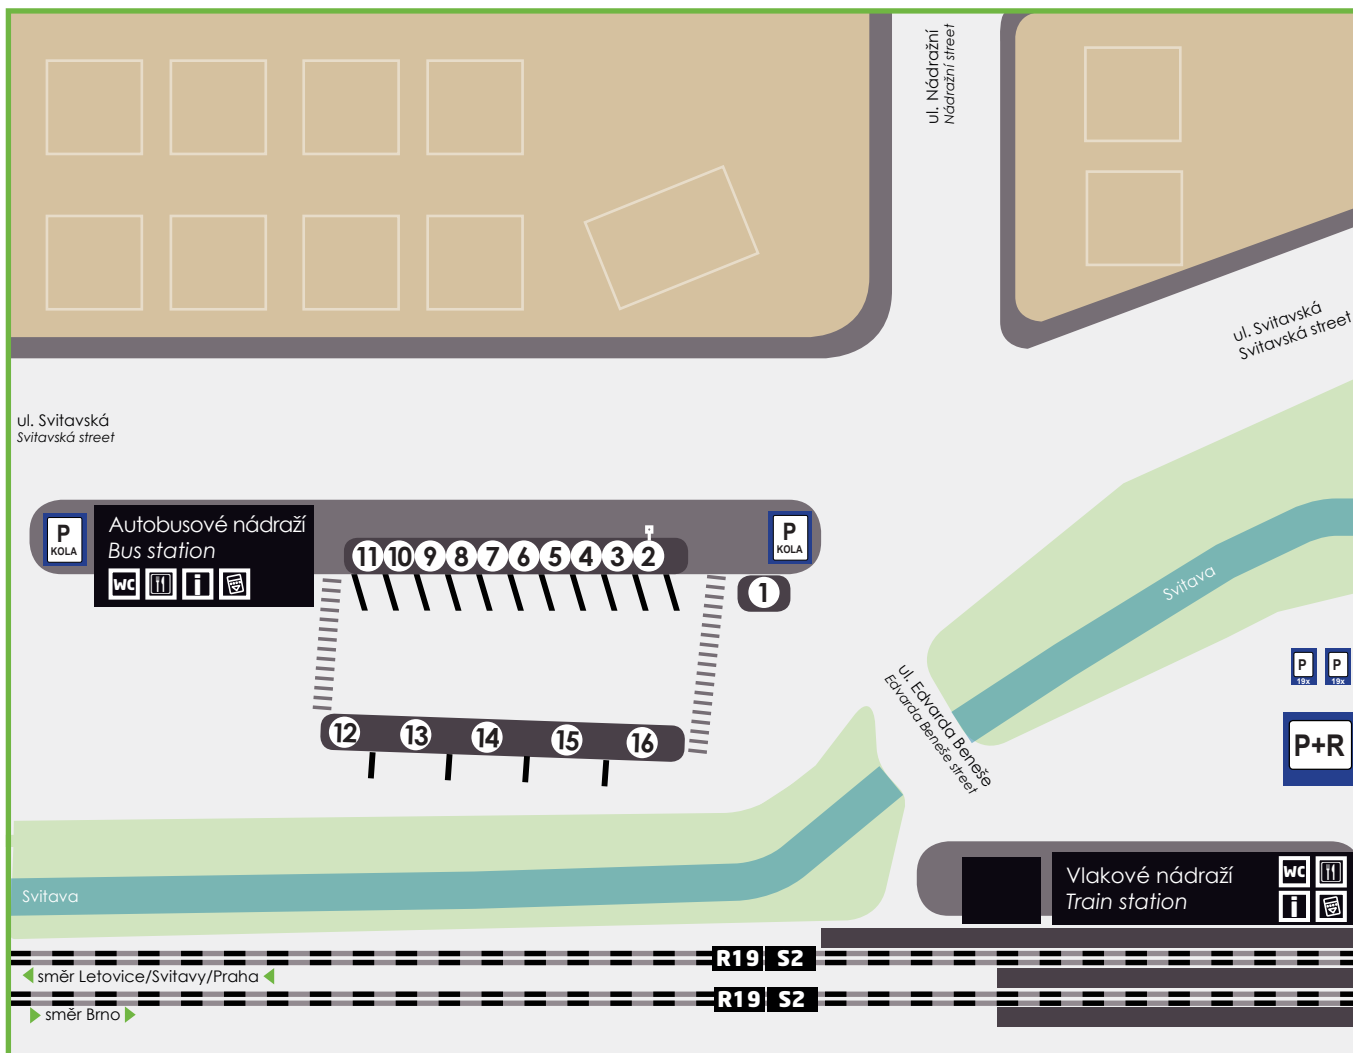 ul. Nádražní
Nádražní street
ul. Svitavská
Svitavská street
ul. Svitavská
Svitavská street
P
KOLA
Autobusové nádraží
Bus station
WC
i
11 10 9 8 7 6 5 4 3 2
P
KOLA
1
Svitava
12 13 14 15 16
ul. Edvarda Beneše
Edvarda Beneše street
P
19x
P
19x
P+R
Vlakové nádraží
Train station
WC
i
Svitava
R19 S2
směr Letovice/Svitavy/Praha
R19 S2
směr Brno